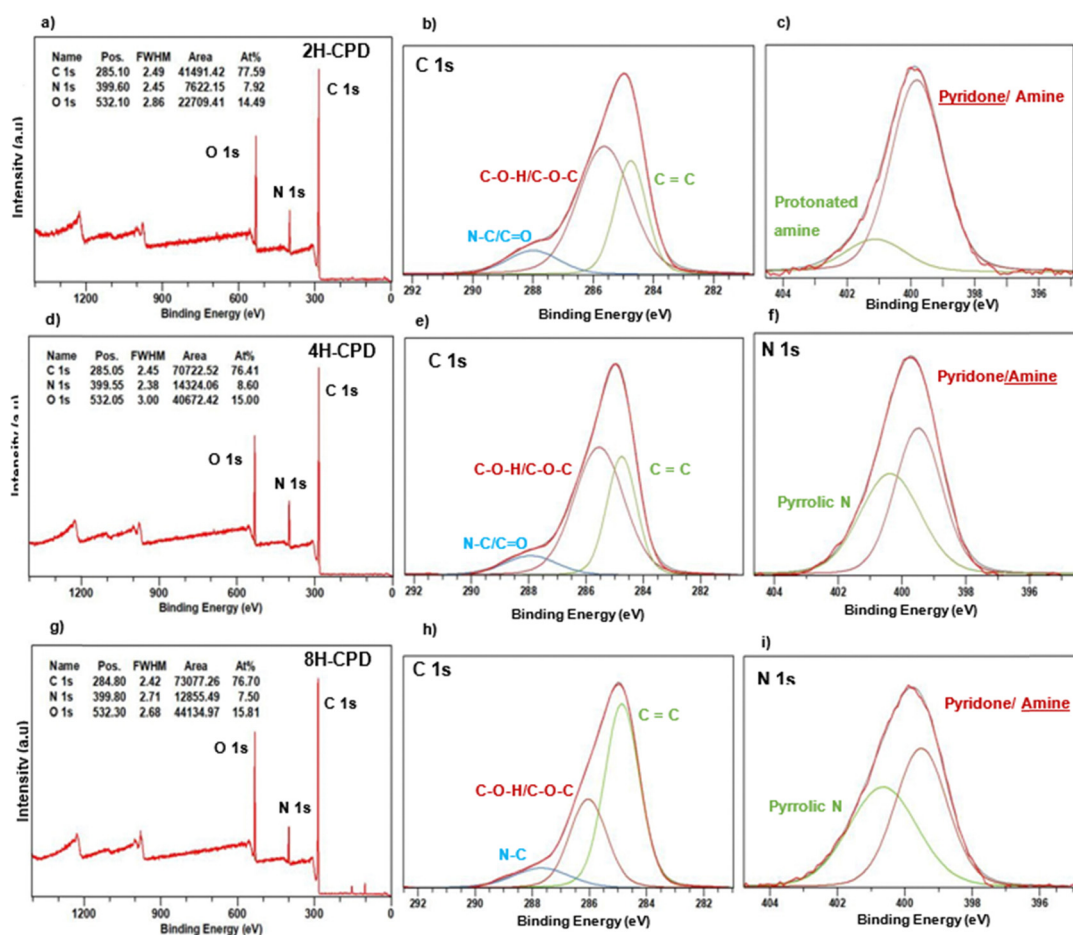 a)
2H-CPD
Name Pos. FWHM Area At%
C 1s 285.10 2.49 41491.42 77.59
N 1s 399.60 2.45 7622.15 7.92
O 1s 532.10 2.86 22709.41 14.49
C 1s
O 1s
N 1s
Intensity (a.u)
1200 900 600 300 0
Binding Energy (eV)
b)
C 1s
C-O-H/C-O-C
C = C
N-C/C=O
292 290 288 286 284 282
Binding Energy (eV)
c)
Pyridone/ Amine
Protonated
amine
404 402 400 398 396
Binding Energy (eV)
d)
4H-CPD
Name Pos. FWHM Area At%
C 1s 285.05 2.45 70722.52 76.41
N 1s 399.55 2.38 14324.06 8.60
O 1s 532.05 3.00 40672.42 15.00
C 1s
O 1s
N 1s
Intensity (a.u)
1200 900 600 300 0
Binding Energy (eV)
e)
C 1s
C-O-H/C-O-C
C = C
N-C/C=O
292 290 288 286 284 282
Binding Energy (eV)
f)
N 1s
Pyridone/Amine
Pyrrolic N
404 402 400 398 396
Binding Energy (eV)
g)
8H-CPD
Name Pos. FWHM Area At%
C 1s 284.80 2.42 73077.26 76.70
N 1s 399.80 2.71 12855.49 7.50
O 1s 532.30 2.68 44134.97 15.81
C 1s
O 1s
N 1s
Intensity (a.u)
1200 900 600 300 0
Binding Energy (eV)
h)
C 1s
C = C
C-O-H/C-O-C
N-C
292 290 288 286 284 282
Binding Energy (eV)
i)
N 1s
Pyridone/ Amine
Pyrrolic N
404 402 400 398 396
Binding Energy (eV)